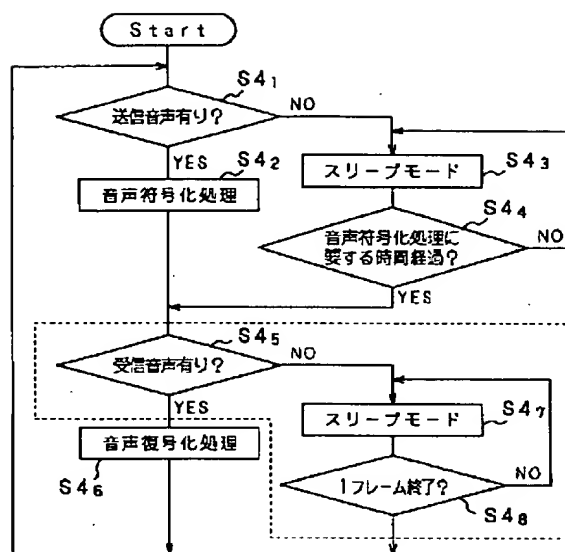 Start
S4₁
送信音声有り?
NO
YES
S4₂
音声符号化処理
スリープモード
S4₃
S4₄
音声符号化処理に
要する時間経過?
NO
YES
S4₅
受信音声有り?
NO
YES
音声復号化処理
S4₆
スリープモード
S4₇
1フレーム終了?
NO
S4₈